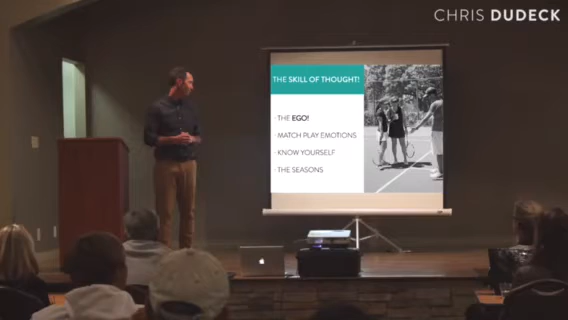 CHRIS DUDECK
THE SKILL OF THOUGHT!
· THE EGO!
· MATCH PLAY EMOTIONS
· KNOW YOURSELF
· THE SEASONS